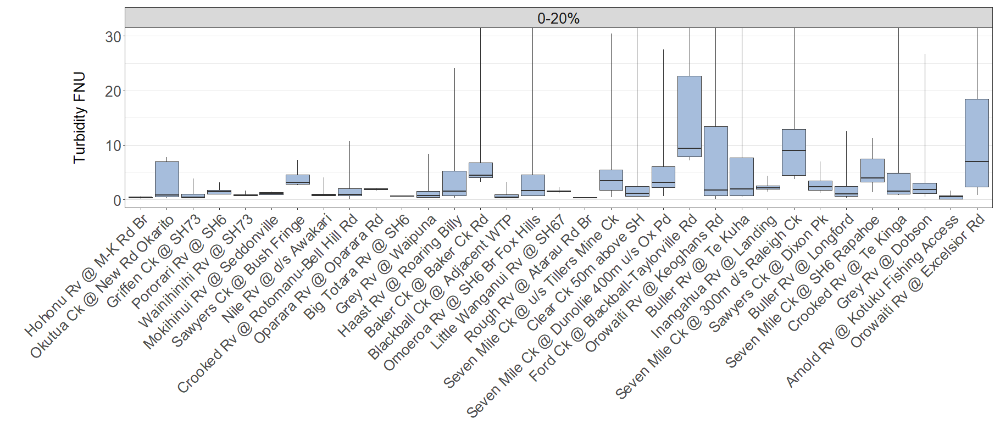 0-20%
Turbidity FNU
30
20
10
0
Hohonu Rv @ M-K Rd Br
Okutua Ck @ New Rd Okarito
Griffen Ck @ SH73
Pororari Rv @ SH6
Wainihinihi Rv @ SH73
Mokihinui Rv @ Seddonville
Sawyers Ck @ Bush Fringe
Nile Rv @ d/s Awakari
Crooked Rv @ Rotomanu-Bell Hill Rd
Oparara Rv @ Oparara Rd
Big Totara Rv @ SH6
Grey Rv @ Waipuna
Haast Rv @ Roaring Billy
Baker Ck @ Baker Ck Rd
Blackball Ck @ Adjacent WTP
Omoeroa Rv @ SH6 Br Fox Hills
Little Wanganui Rv @ SH67
Rough Rv @ Atarau Rd Br
Seven Mile Ck @ u/s Tillers Mine Ck
Clear Ck 50m above SH
Seven Mile Ck @ Dunollie 400m u/s Ox Pd
Ford Ck @ Blackball-Taylorville Rd
Orowaiti Rv @ Keoghans Rd
Buller Rv @ Te Kuha
Inangahua Rv @ Landing
Seven Mile Ck @ 300m d/s Raleigh Ck
Sawyers Ck @ Dixon Pk
Buller Rv @ Longford
Seven Mile Ck @ SH6 Rapahoe
Crooked Rv @ Te Kinga
Grey Rv @ Dobson
Arnold Rv @ Kotuku Fishing Access
Orowaiti Rv @ Excelsior Rd